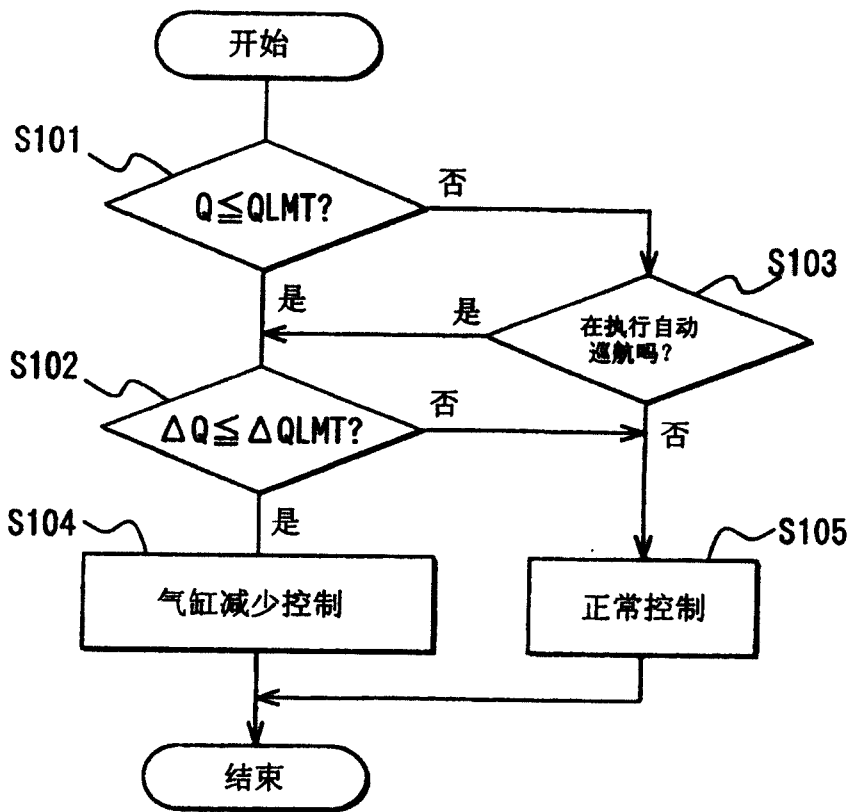 开始
S101
Q≦QLMT?
否
是
S103
在执行自动
巡航吗?
是
S102
ΔQ≦ΔQLMT?
否
否
是
S104
气缸减少控制
S105
正常控制
结束